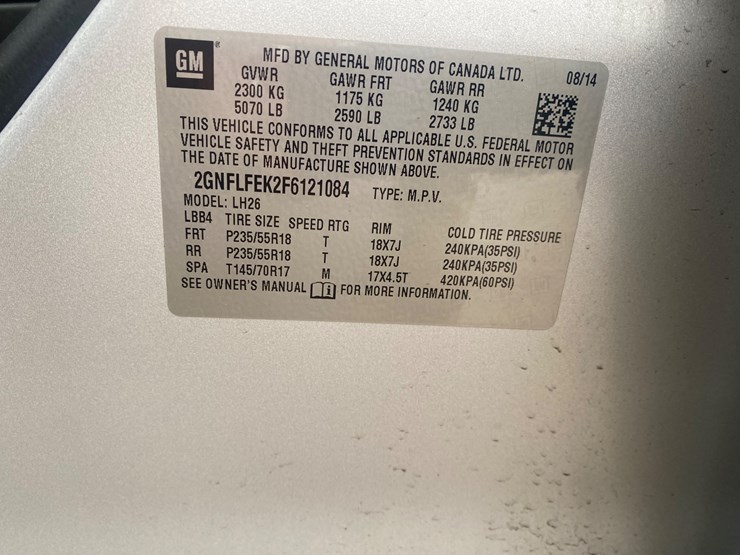 GM
MFD BY GENERAL MOTORS OF CANADA LTD. 08/14
GVWR GAWR FRT GAWR RR
2300 KG 1175 KG 1240 KG
5070 LB 2590 LB 2733 LB
THIS VEHICLE CONFORMS TO ALL APPLICABLE U.S. FEDERAL MOTOR
VEHICLE SAFETY AND THEFT PREVENTION STANDARDS IN EFFECT ON
THE DATE OF MANUFACTURE SHOWN ABOVE.
2GNFLFEK2F6121084 TYPE: M.P.V.
MODEL: LH26
LBB4 TIRE SIZE SPEED RTG RIM COLD TIRE PRESSURE
FRT P235/55R18 T 18X7J 240KPA(35PSI)
RR P235/55R18 T 18X7J 240KPA(35PSI)
SPA T145/70R17 M 17X4.5T 420KPA(60PSI)
SEE OWNER'S MANUAL i FOR MORE INFORMATION.